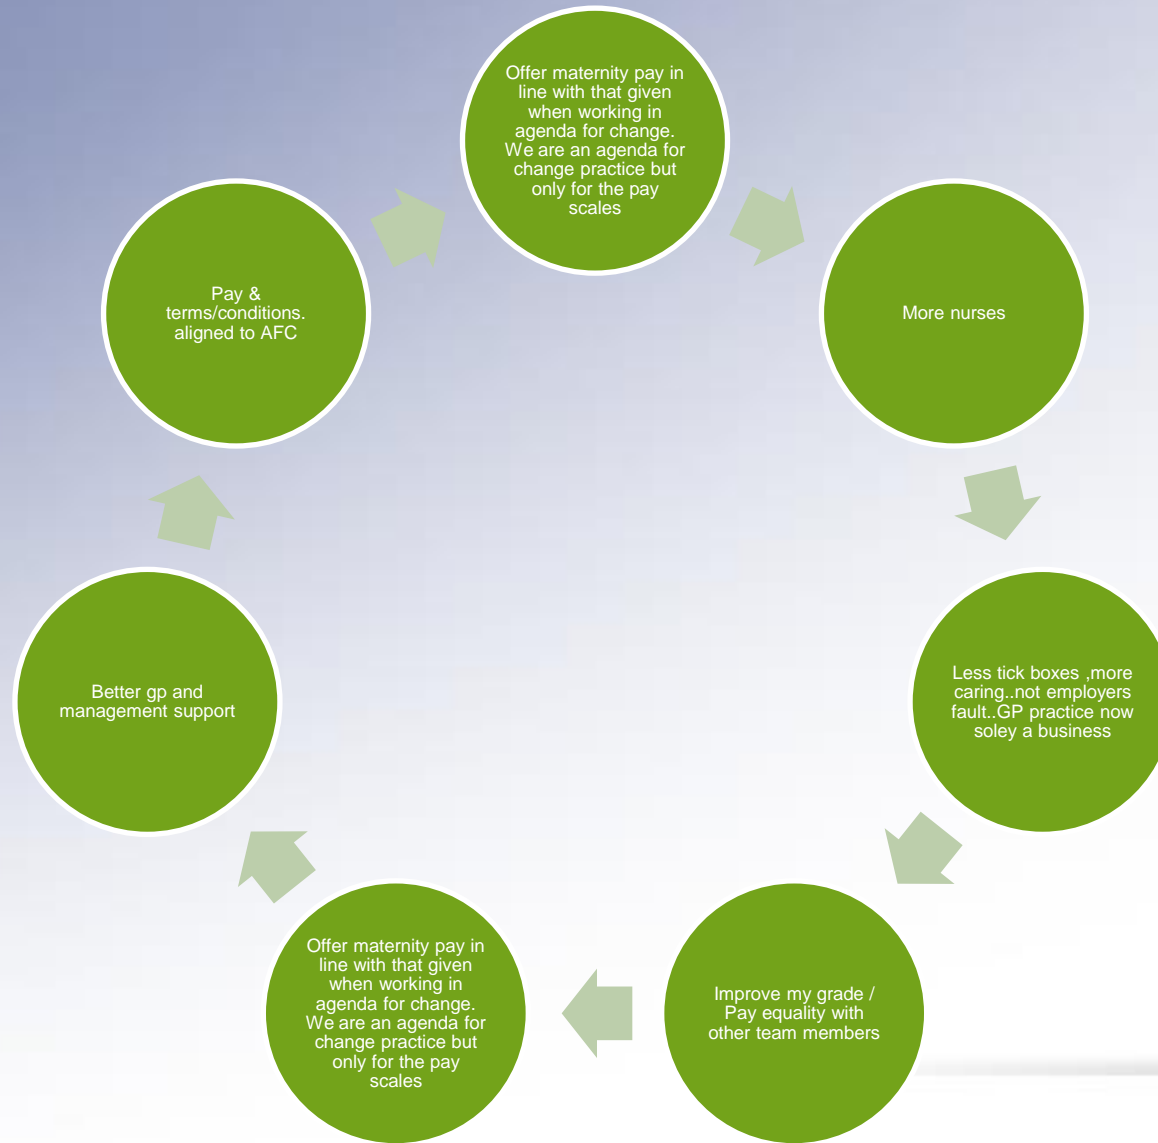 Offer maternity pay in
line with that given
when working in
agenda for change.
We are an agenda for
change practice but
only for the pay
scales
More nurses
Less tick boxes ,more
caring..not employers
fault..GP practice now
soley a business
Improve my grade /
Pay equality with
other team members
Offer maternity pay in
line with that given
when working in
agenda for change.
We are an agenda for
change practice but
only for the pay
scales
Better gp and
management support
Pay &
terms/conditions.
aligned to AFC